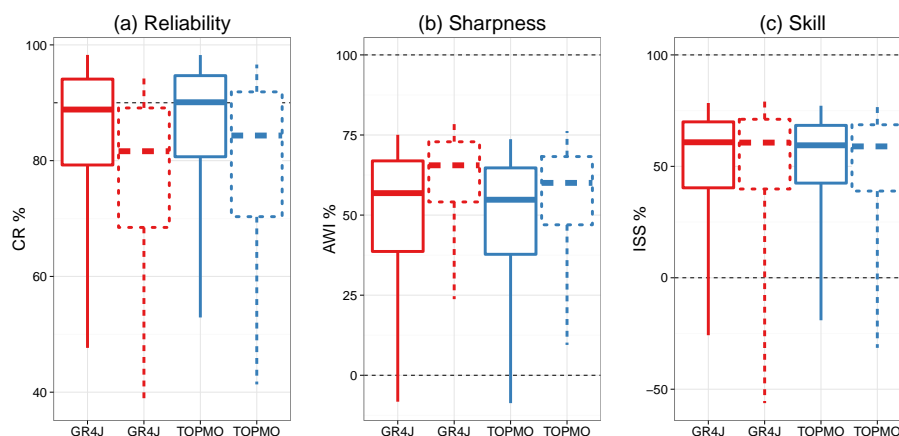 (a) Reliability
(b) Sharpness
(c) Skill
CR %
100
80
60
40
GR4J GR4J TOPMO TOPMO
AWI %
100
75
50
25
0
GR4J GR4J TOPMO TOPMO
ISS %
100
50
0
−50
GR4J GR4J TOPMO TOPMO